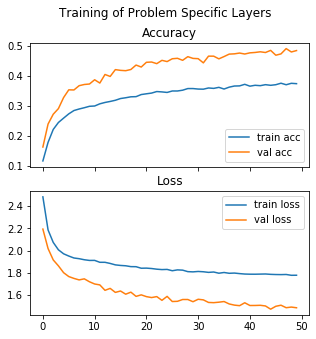 Training of Problem Specific Layers
Accuracy
0.5
0.4
0.3
0.2
0.1
train acc
val acc
Loss
2.4
2.2
2.0
1.8
1.6
train loss
val loss
0 10 20 30 40 50